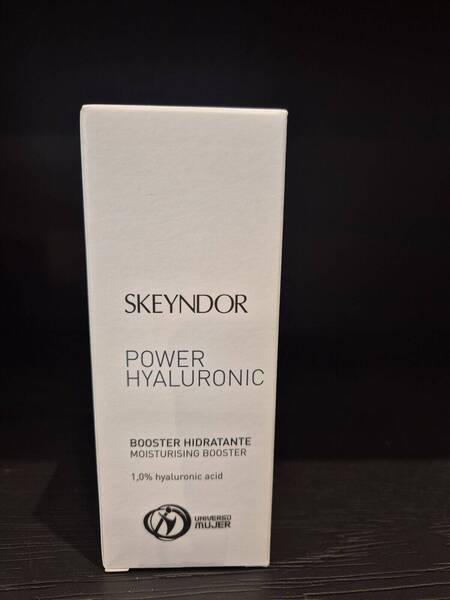 SKEYNDOR
POWER
HYALURONIC
BOOSTER HIDRATANTE
MOISTURISING BOOSTER
1,0% hyaluronic acid
UNIVERSO
MUJER